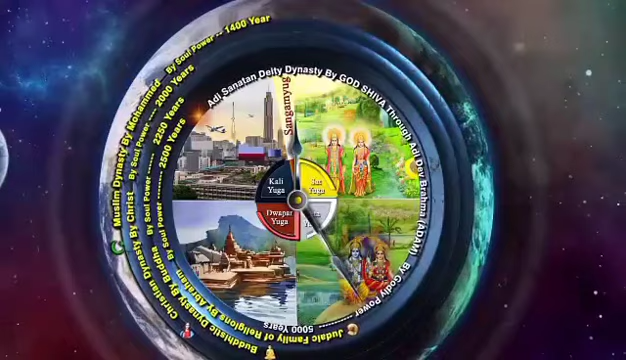 Muslim Dynasty By Mohammed By Soul Power -- 1400 Year
Christian Dynasty By Christ By Soul Power ---- 2000 Years
Buddhistic Dynasty By Buddha By Soul Power ---- 2250 Years
Judaic Family of Religions By Abraham By Soul Power ---- 2500 Years
Adi Sanatan Deity Dynasty By GOD SHIVA Through Adi Dev Brahma (ADAM) By Godly Power ---------- 5000 Years
Sangamyug
Kali
Yuga
Sat
Yuga
Dwapar
Yuga